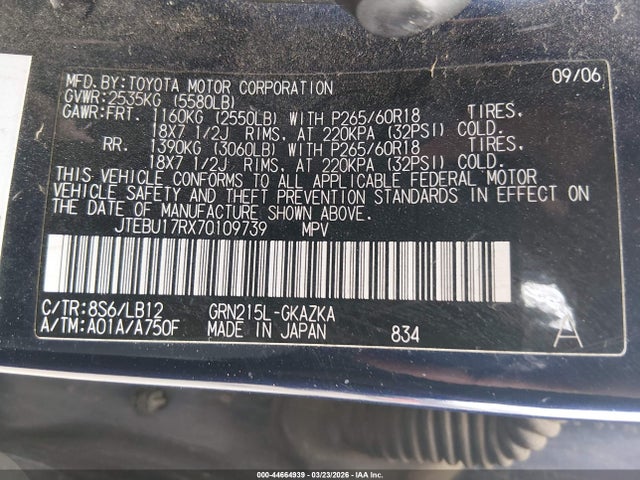 MFD.BY:TOYOTA MOTOR CORPORATION 09/06
GVWR:2535KG (5580LB)
GAWR:FRT. 1160KG (2550LB) WITH P265/60R18 TIRES,
18X7 1/2J RIMS, AT 220KPA (32PSI) COLD.
RR. 1390KG (3060LB) WITH P265/60R18 TIRES,
18X7 1/2J RIMS, AT 220KPA (32PSI) COLD.
THIS VEHICLE CONFORMS TO ALL APPLICABLE FEDERAL MOTOR
VEHICLE SAFETY AND THEFT PREVENTION STANDARDS IN EFFECT ON
THE DATE OF MANUFACTURE SHOWN ABOVE.
JTEBU17RX70109739 MPV
C/TR:8S6/LB12 GRN215L-GKAZKA
A/TM:A01A/A750F MADE IN JAPAN 834 A
000-44664939 - 03/23/2026 - IAA Inc.